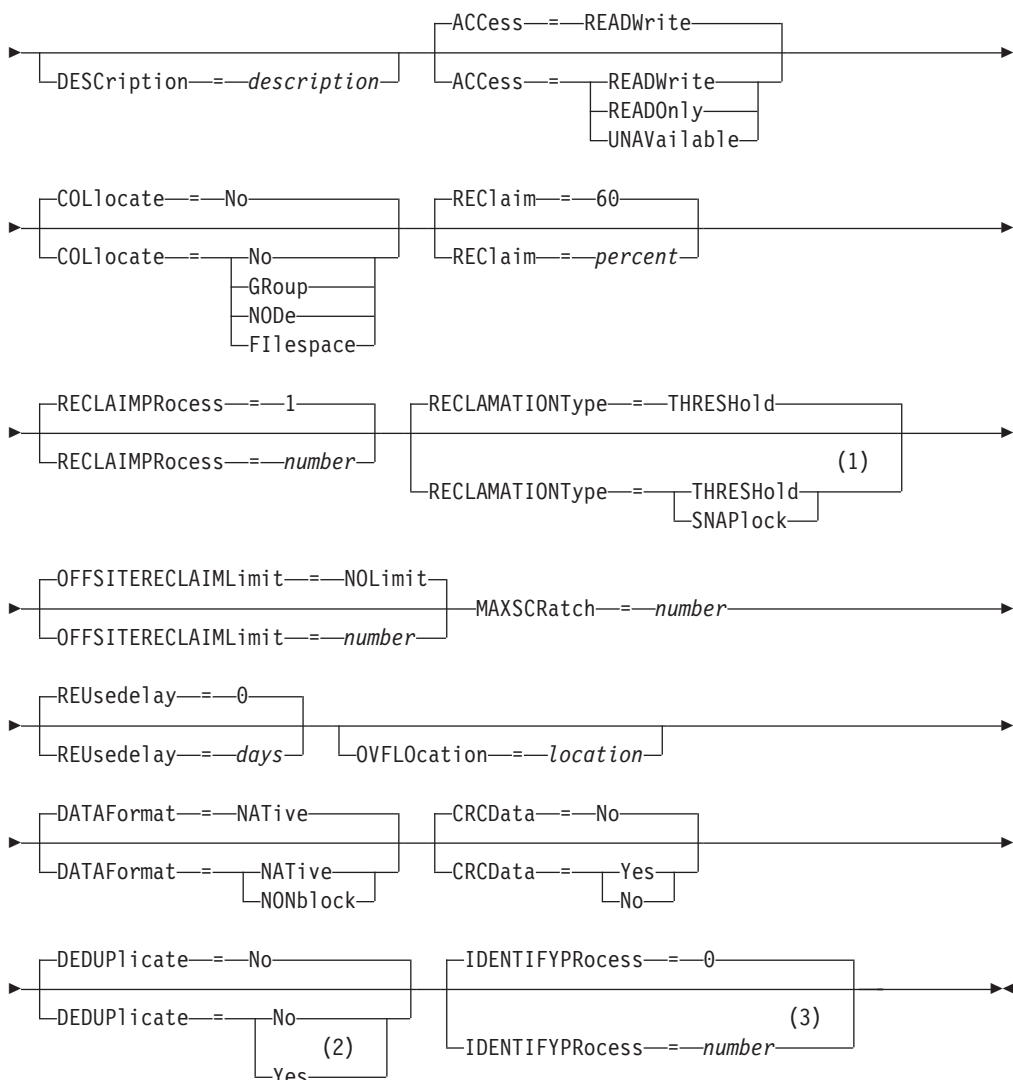 ACCess = READWrite
DESCription = description ACCess = READWrite
READOnly
UNAVailable
COLlocate = No REClaim = 60
COLlocate = No REClaim = percent
GRoup
NODe
FIlespace
RECLAIMPRocess = 1 RECLAMATIONType = THRESHold
RECLAIMPRocess = number (1)
RECLAMATIONType = THRESHold
SNAPlock
OFFSITERECLAIMLimit = NOLimit
MAXSCRatch = number
OFFSITERECLAIMLimit = number
REUsedelay = 0
REUsedelay = days OVFLOcation = location
DATAFormat = NATive CRCData = No
DATAFormat = NATive CRCData = Yes
NONblock No
DEDUPlicate = No IDENTIFYPRocess = 0
DEDUPlicate = No (3)
(2) IDENTIFYPRocess = number
Yes